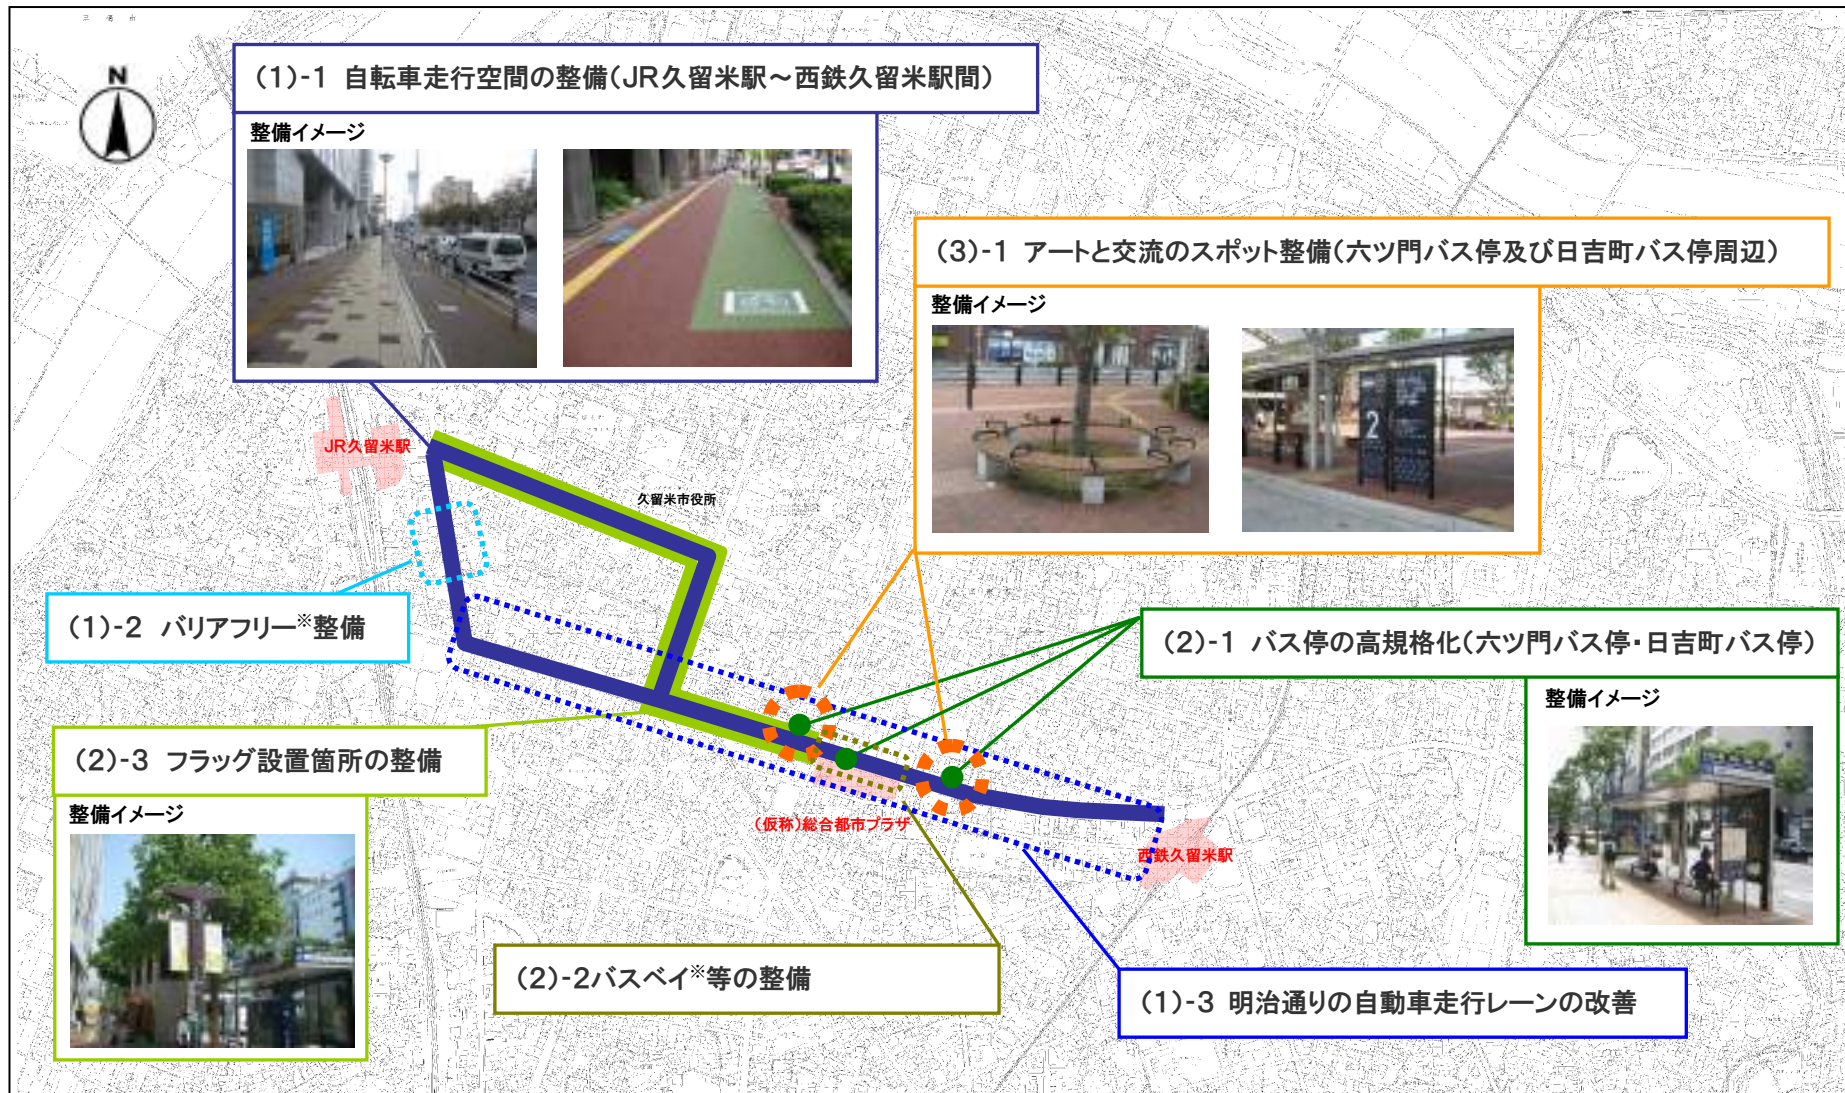 N
(1)-1 自転車走行空間の整備(JR久留米駅～西鉄久留米駅間)
整備イメージ
(3)-1 アートと交流のスポット整備(六ツ門バス停及び日吉町バス停周辺)
整備イメージ
2
JR久留米駅
久留米市役所
(1)-2 バリアフリー※整備
(2)-1 バス停の高規格化(六ツ門バス停・日吉町バス停)
整備イメージ
(2)-3 フラッグ設置箇所の整備
整備イメージ
(仮称)総合都市プラザ
西鉄久留米駅
(2)-2バスベイ※等の整備
(1)-3 明治通りの自動車走行レーンの改善